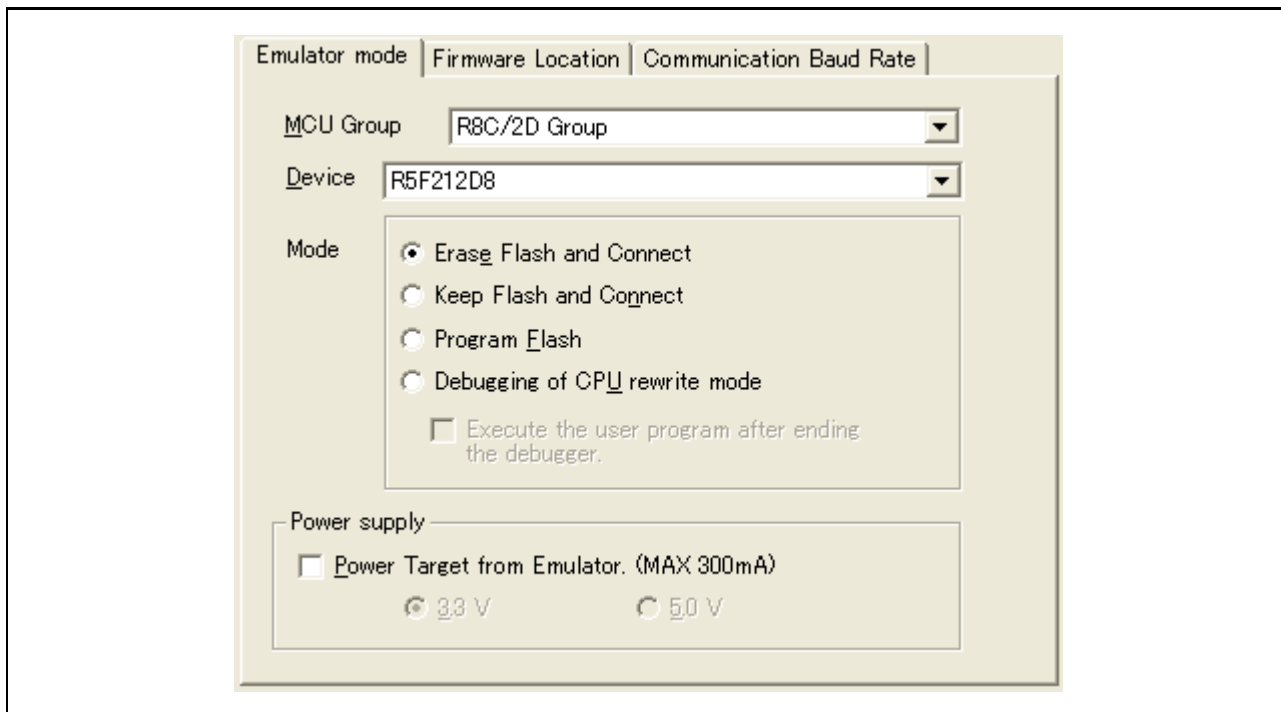 Emulator mode Firmware Location Communication Baud Rate
MCU Group R8C/2D Group
Device R5F212D8
Mode Erase Flash and Connect
Keep Flash and Connect
Program Flash
Debugging of CPU rewrite mode
Execute the user program after ending
the debugger.
Power supply
Power Target from Emulator. (MAX 300mA)
3.3 V 5.0 V